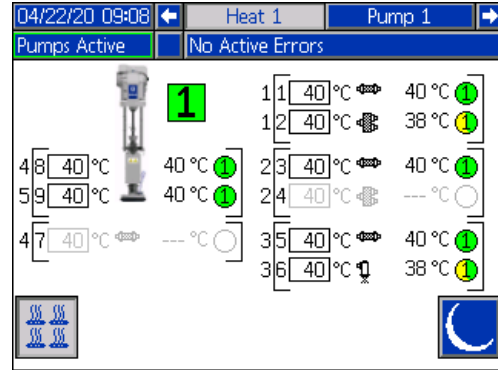 04/22/20 09:08 Heat 1 Pump 1
Pumps Active No Active Errors
1
1 1 40 °C 40 °C 1
1 2 40 °C 38 °C 1
4 8 40 °C 40 °C 1
5 9 40 °C 40 °C 1
2 3 40 °C 40 °C 1
2 4 40 °C --- °C
4 7 40 °C --- °C
3 5 40 °C 40 °C 1
3 6 40 °C 38 °C 1